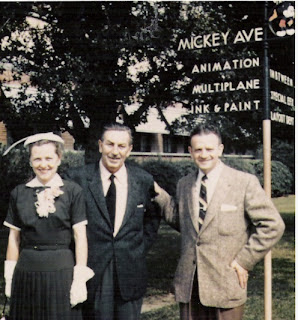 MICKEY AVE
ANIMATION
MULTIPLANE
INK & PAINT